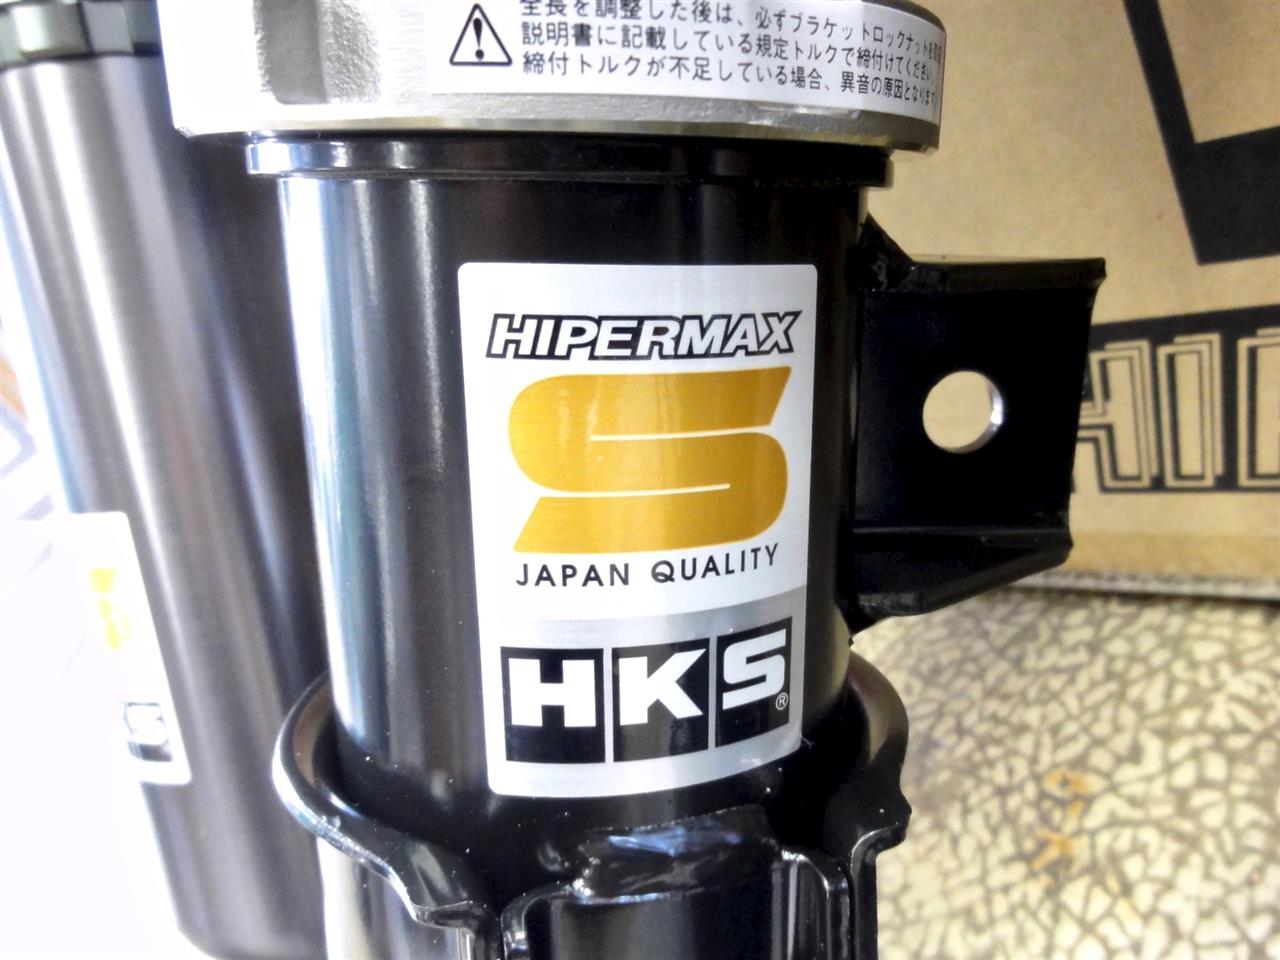 全長を調整した後は、必ずブラケットロックナットを
説明書に記載している規定トルクで締付けてください。
締付トルクが不足している場合、異音の原因となります
HIPERMAX
S
JAPAN QUALITY
HKS®